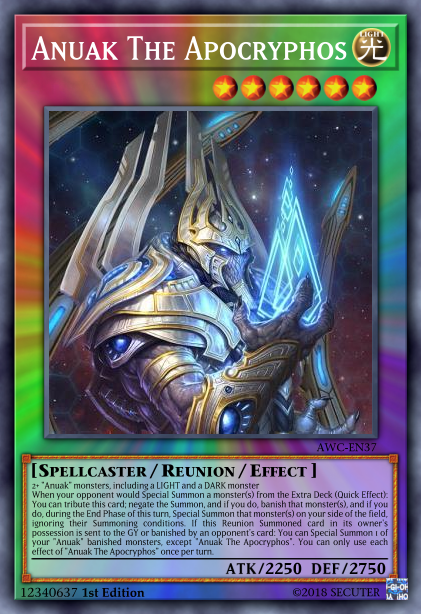 ANUAK THE APOCRYPHOS
LIGHT
光
AWC-EN37
[SPELLCASTER / REUNION / EFFECT ]
2+ "Anuak" monsters, including a LIGHT and a DARK monster
When your opponent would Special Summon a monster(s) from the Extra Deck (Quick Effect):
You can tribute this card; negate the Summon, and if you do, banish that monster(s), and if you
do, during the End Phase of this turn, Special Summon that monster(s) on your side of the field,
ignoring their Summoning conditions. If this Reunion Summoned card in its owner's
possession is sent to the GY or banished by an opponent's card: You can Special Summon 1 of
your "Anuak" banished monsters, except "Anuak The Apocryphos". You can only use each
effect of "Anuak The Apocryphos" once per turn.
ATK/2250 DEF/2750
12340637 1st Edition
©2018 SECUTER